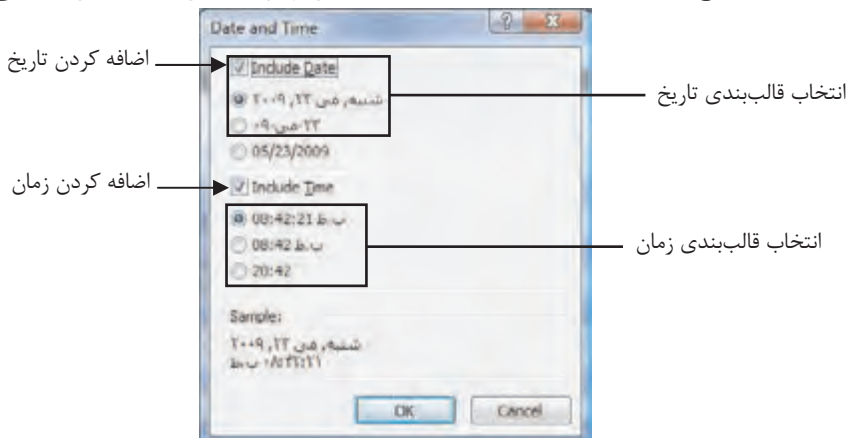 Date and Time
اضافه کردن تاریخ
Include Date
انتخاب قالب‌بندی تاریخ
شنبه, می ۲۳, ۲۰۰۹
۲۳-می-۰۹
05/23/2009
اضافه کردن زمان
Include Time
08:42:21 ب.ظ
انتخاب قالب‌بندی زمان
08:42 ب.ظ
20:42
Sample:
شنبه, می ۲۳, ۲۰۰۹
۰۸:۴۲:۲۱ ب.ظ
OK
Cancel